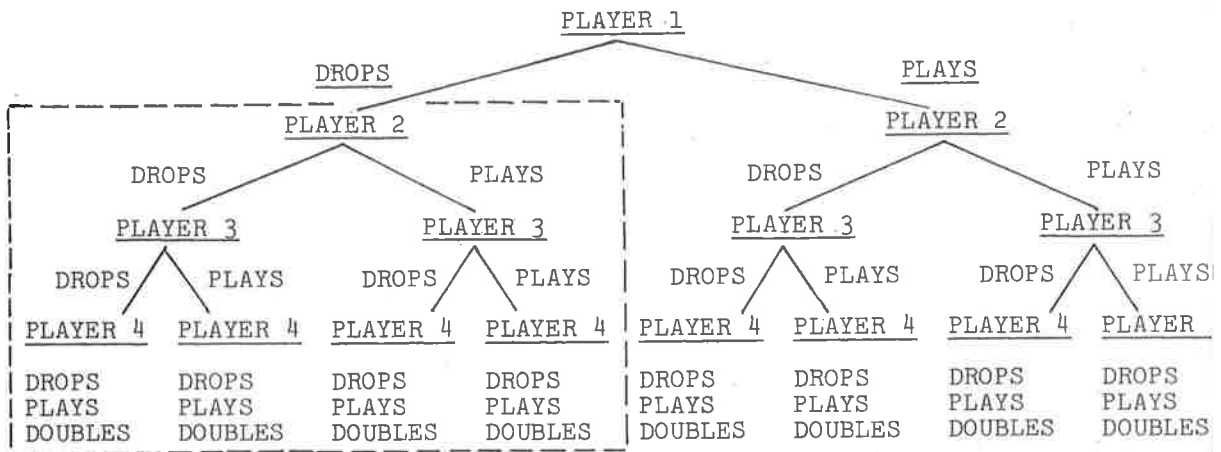 PLAYER 1
DROPS PLAYS
PLAYER 2 PLAYER 2
DROPS PLAYS DROPS PLAYS
PLAYER 3 PLAYER 3 PLAYER 3 PLAYER 3
DROPS PLAYS DROPS PLAYS DROPS PLAYS DROPS PLAYS
PLAYER 4 PLAYER 4 PLAYER 4 PLAYER 4 PLAYER 4 PLAYER 4 PLAYER 4 PLAYER
DROPS DROPS DROPS DROPS DROPS DROPS DROPS DROPS
PLAYS PLAYS PLAYS PLAYS PLAYS PLAYS PLAYS PLAYS
DOUBLES DOUBLES DOUBLES DOUBLES DOUBLES DOUBLES DOUBLES DOUBLES